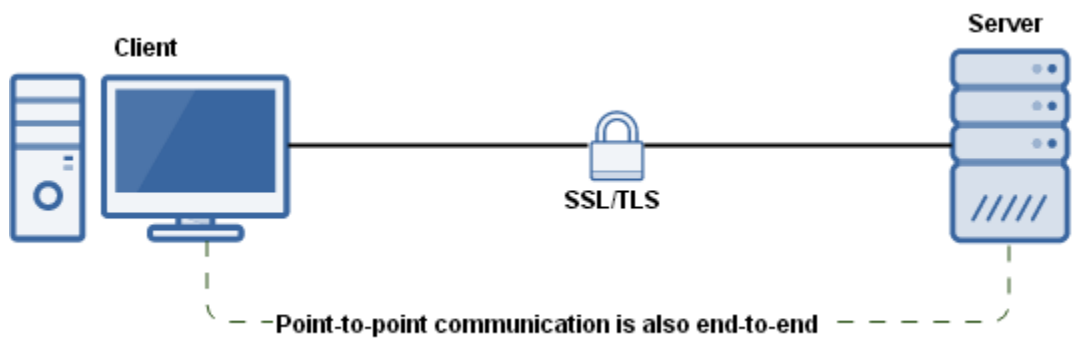 Server
Client
SSL/TLS
Point-to-point communication is also end-to-end